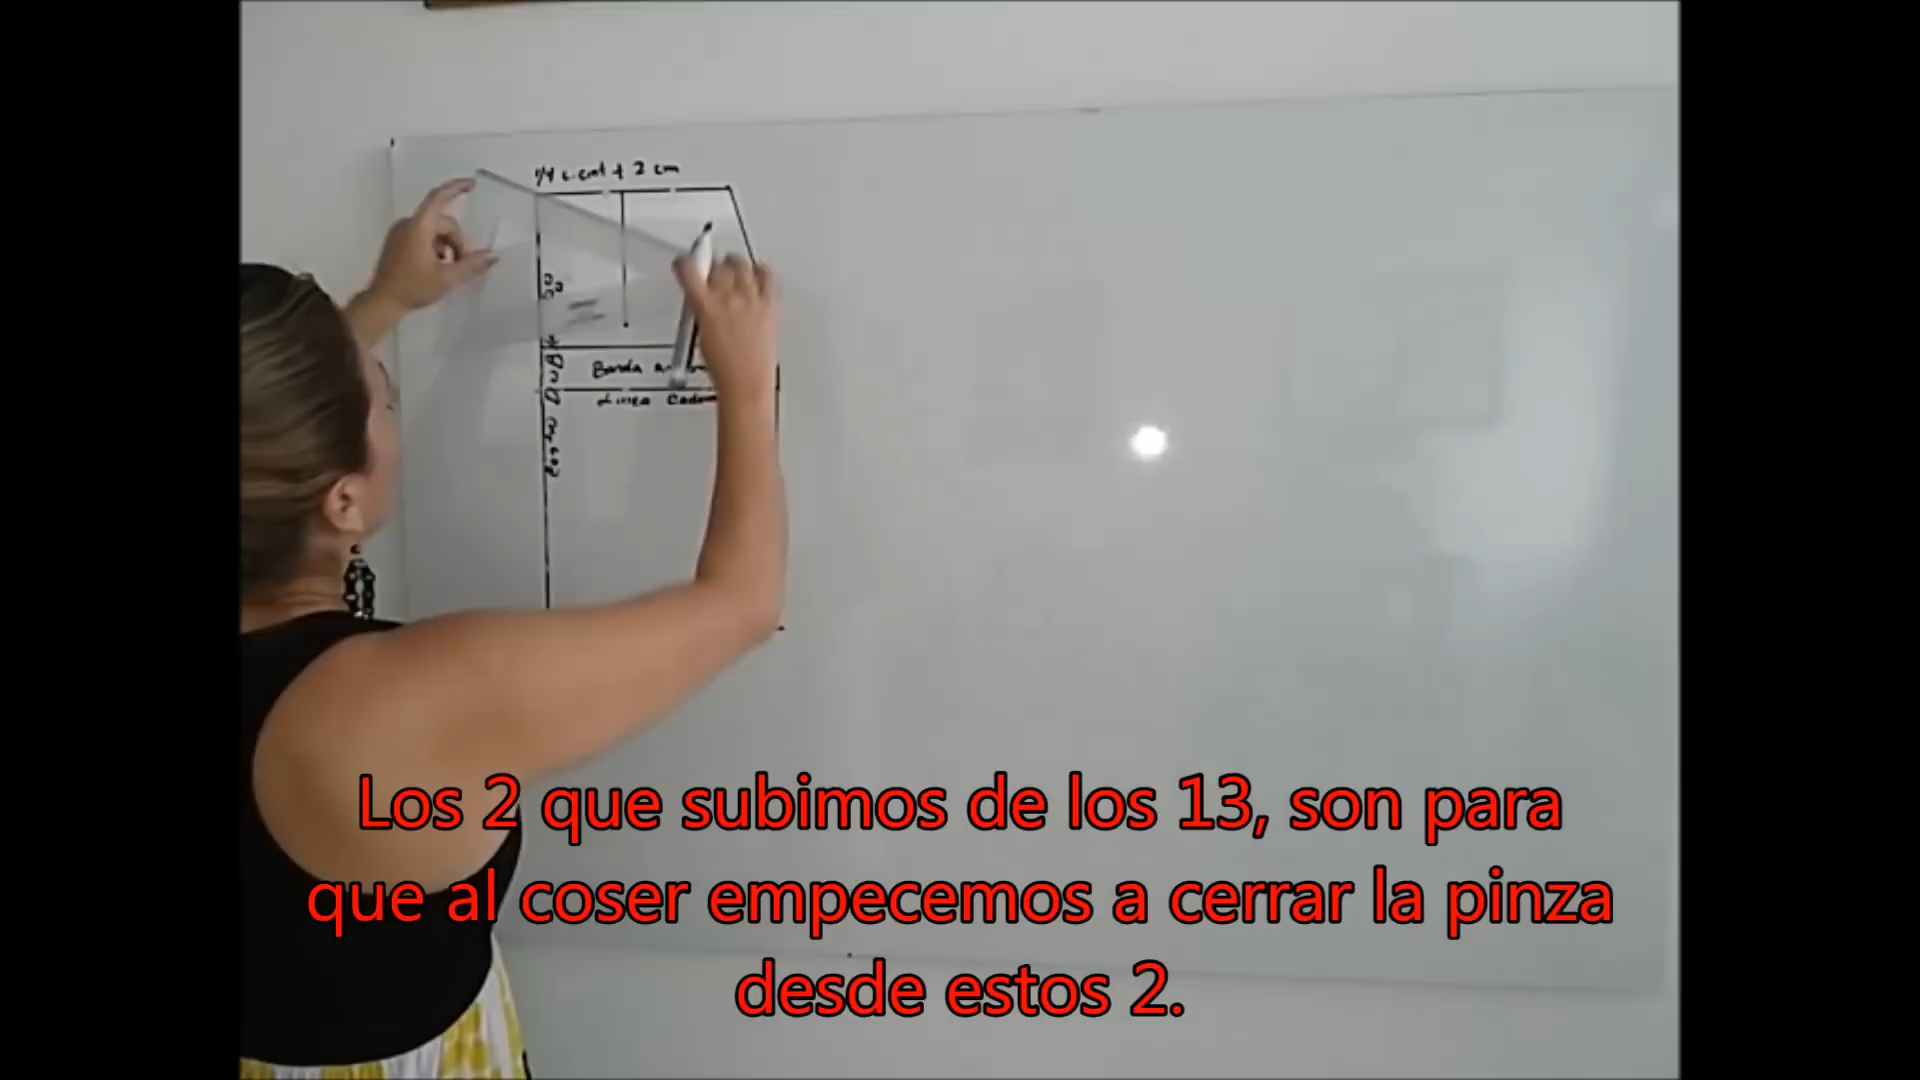 1/4 c.cint + 2 cm
Banda
Linea Cadera
Los 2 que subimos de los 13, son para
que al coser empecemos a cerrar la pinza
desde estos 2.